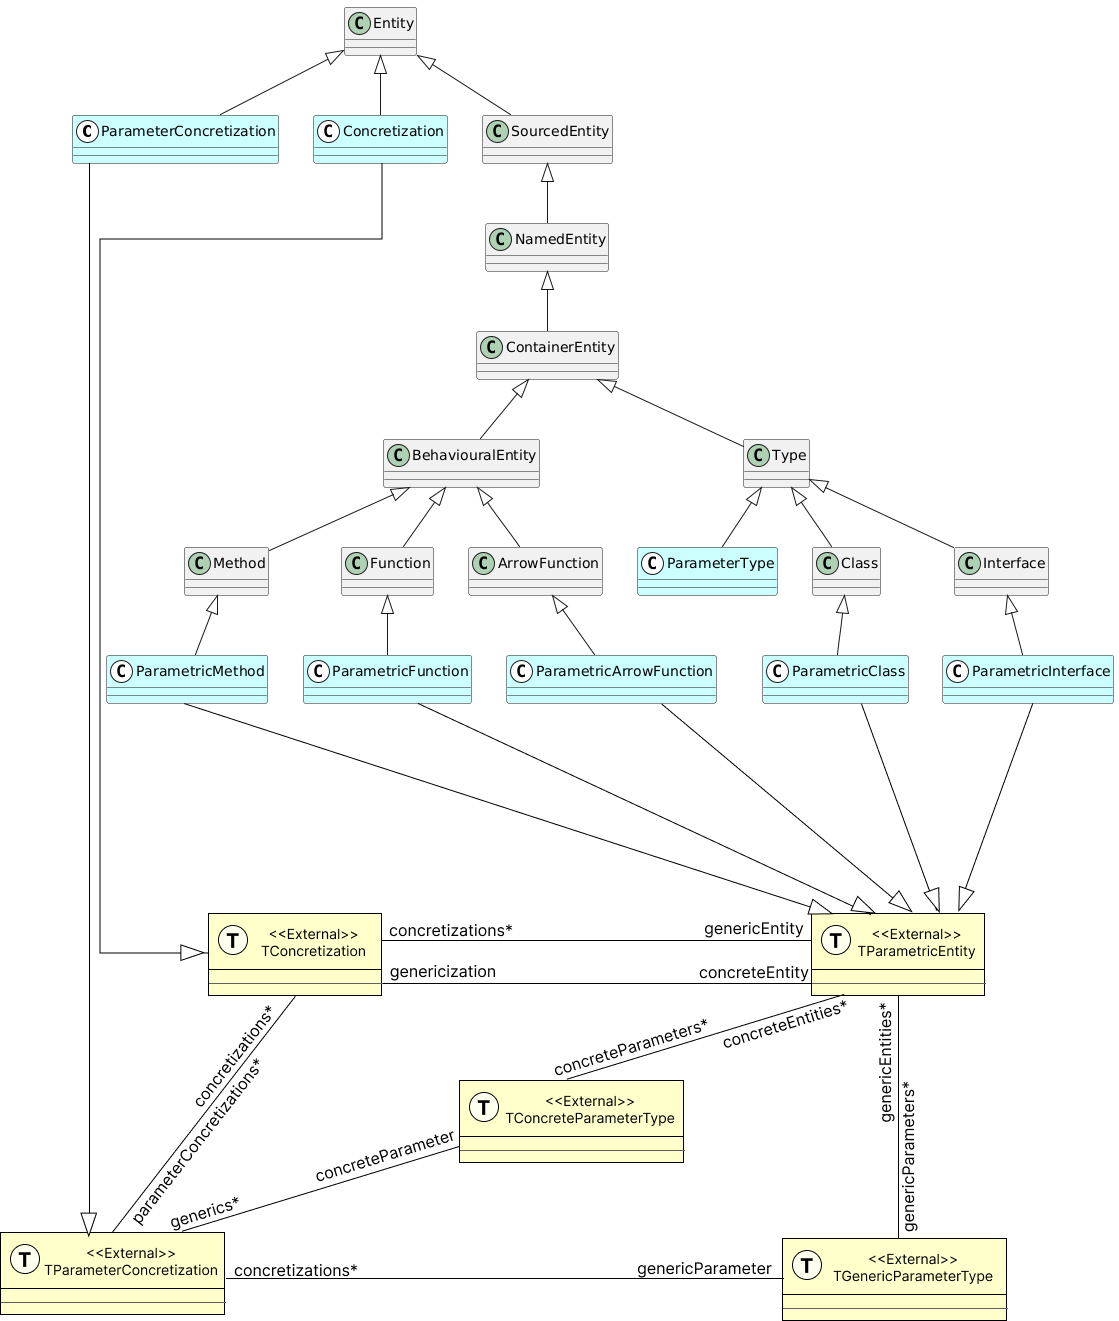 C Entity
C ParameterConcretization
C Concretization
C SourcedEntity
C NamedEntity
C ContainerEntity
C BehaviouralEntity
C Type
C Method
C Function
C ArrowFunction
C ParameterType
C Class
C Interface
C ParametricMethod
C ParametricFunction
C ParametricArrowFunction
C ParametricClass
C ParametricInterface
T <<External>>
TConcretization
concretizations*
genericEntity
genericization
concreteEntity
T <<External>>
TParametricEntity
concretizations*
parameterConcretizations*
concreteParameters*
concreteEntities*
genericEntities*
genericParameters*
T <<External>>
TConcreteParameterType
concreteParameter
generics*
T <<External>>
TParameterConcretization
concretizations*
genericParameter
T <<External>>
TGenericParameterType